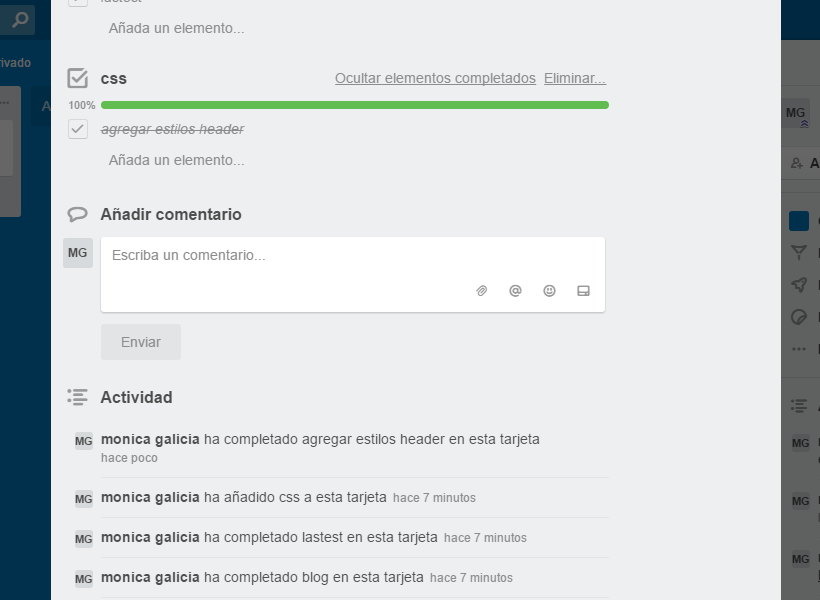 lastest
Añada un elemento...
css Ocultar elementos completados Eliminar...
100%
agregar estilos header
Añada un elemento...
Añadir comentario
MG
Escriba un comentario...
Enviar
Actividad
MG monica galicia ha completado agregar estilos header en esta tarjeta
hace poco
MG monica galicia ha añadido css a esta tarjeta hace 7 minutos
MG monica galicia ha completado lastest en esta tarjeta hace 7 minutos
MG monica galicia ha completado blog en esta tarjeta hace 7 minutos
A
MG
A
MG
MG
MG